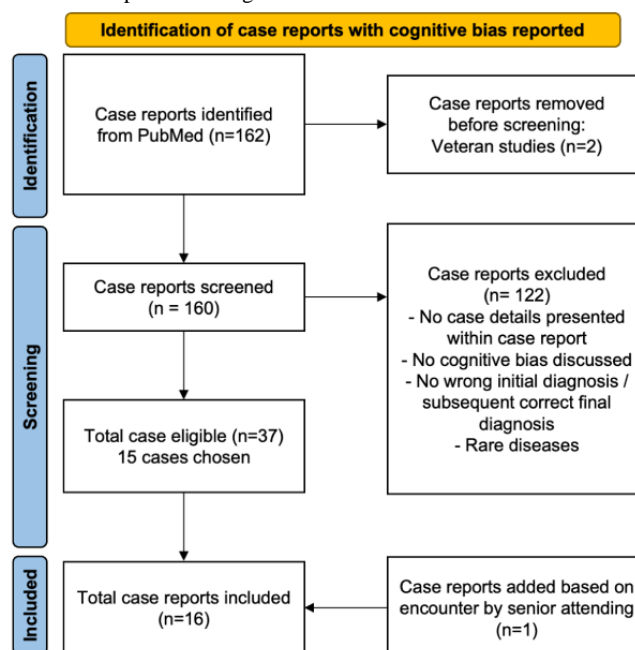 Identification of case reports with cognitive bias reported
Identification
Case reports identified
from PubMed (n=162)
Case reports removed
before screening:
Veteran studies (n=2)
Screening
Case reports screened
(n = 160)
Case reports excluded
(n= 122)
- No case details presented
within case report
- No cognitive bias discussed
- No wrong initial diagnosis /
subsequent correct final
diagnosis
- Rare diseases
Total case eligible (n=37)
15 cases chosen
Included
Total case reports included
(n=16)
Case reports added based on
encounter by senior attending
(n=1)